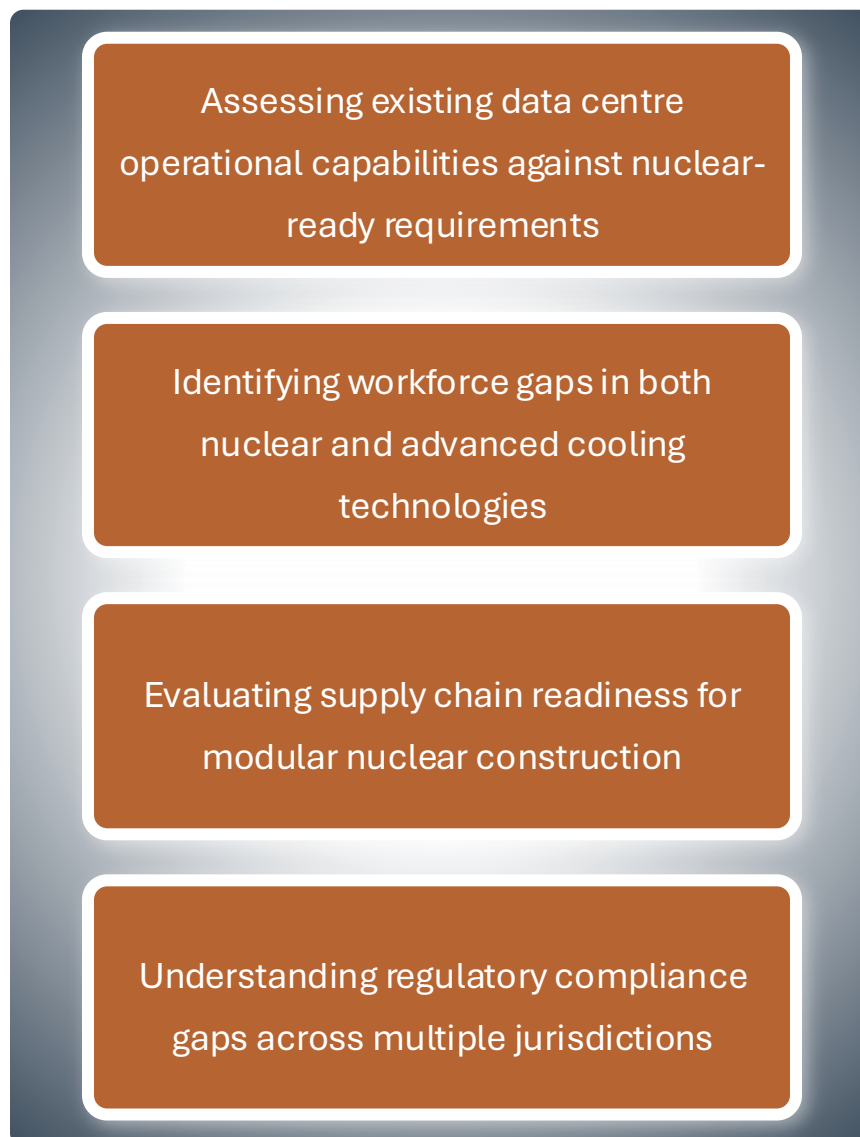 Assessing existing data centre
operational capabilities against nuclear-
ready requirements
Identifying workforce gaps in both
nuclear and advanced cooling
technologies
Evaluating supply chain readiness for
modular nuclear construction
Understanding regulatory compliance
gaps across multiple jurisdictions